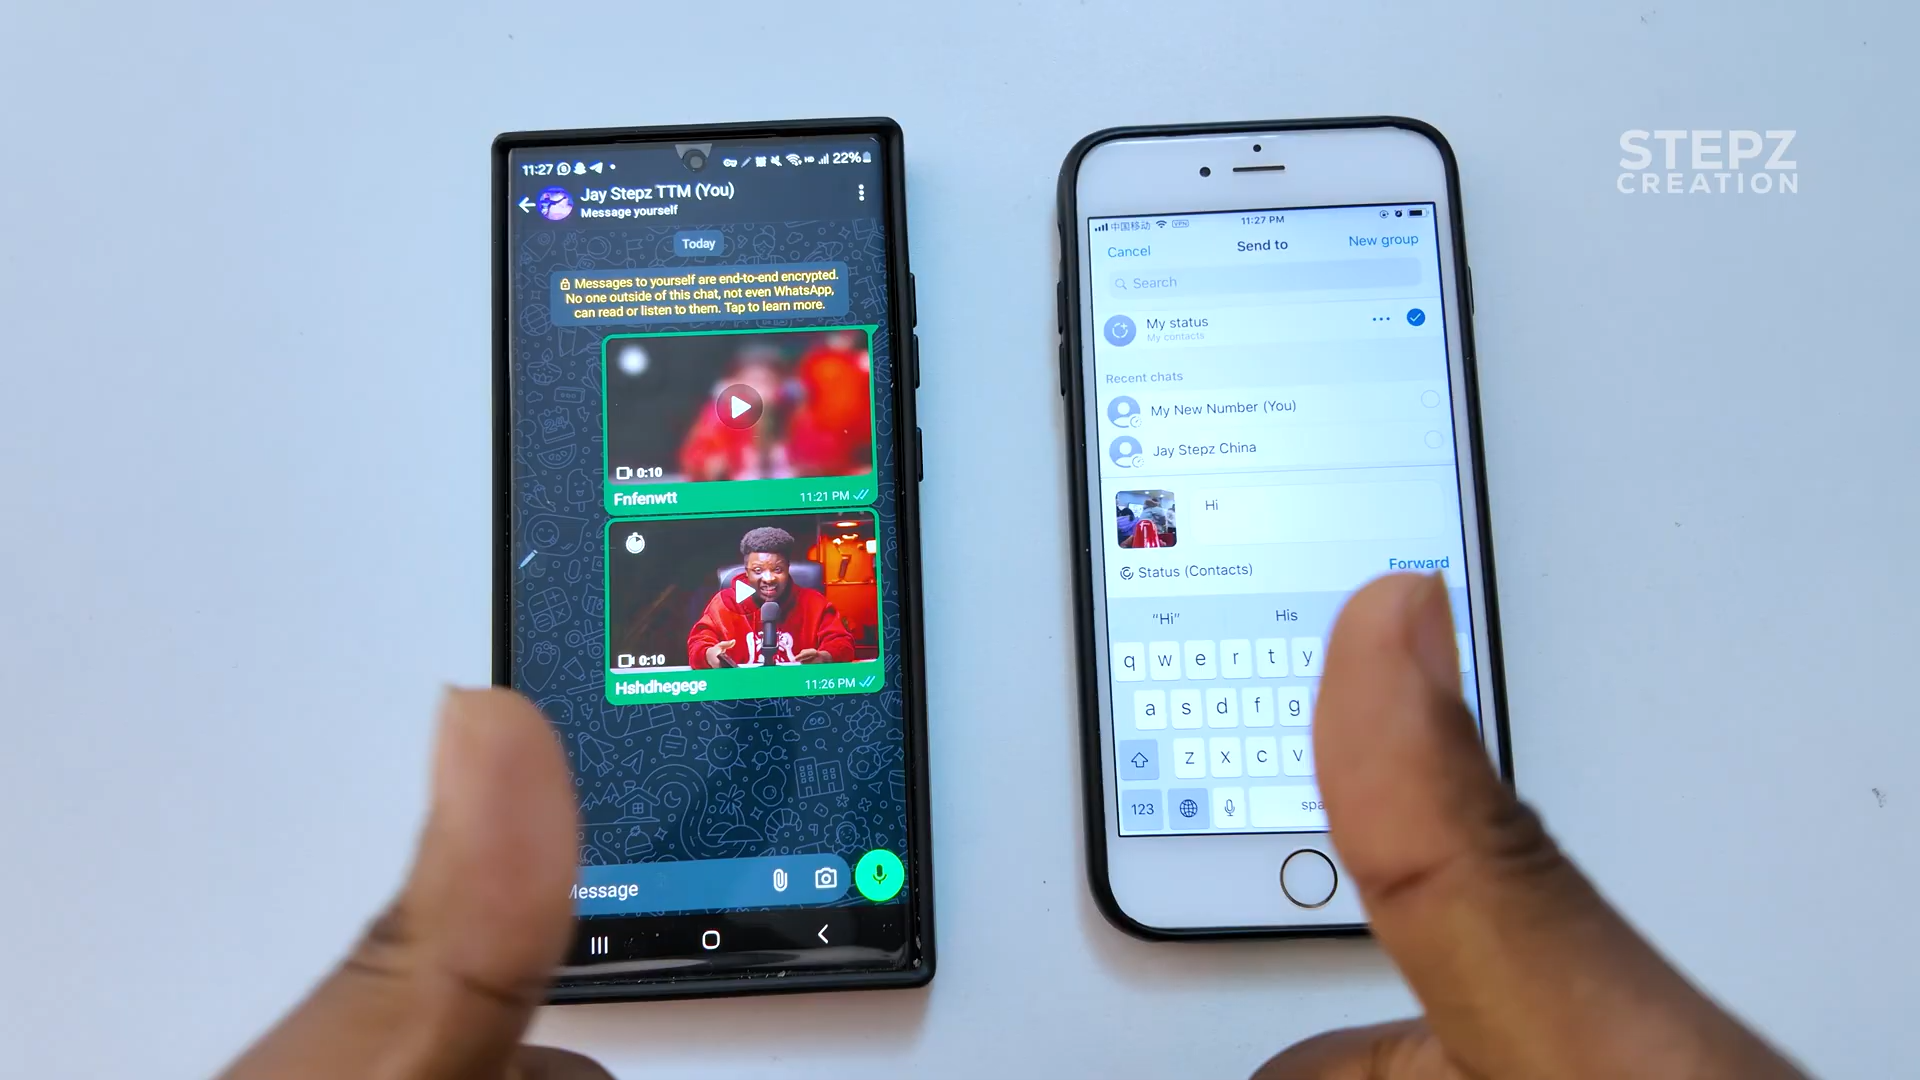 STEPZ
CREATION
11:27
HD
22%
Jay Stepz TTM (You)
Message yourself
Today
Messages to yourself are end-to-end encrypted.
No one outside of this chat, not even WhatsApp,
can read or listen to them. Tap to learn more.
0:10
Fnfenwtt
11:21 PM
0:10
Hshdhegege
11:26 PM
Message
中国移动
VPN
11:27 PM
Cancel
Send to
New group
Search
My status
My contacts
Recent chats
My New Number (You)
Jay Stepz China
Hi
Status (Contacts)
Forward
"Hi"
His
q w e r t y
a s d f g
z x c v
123
spa